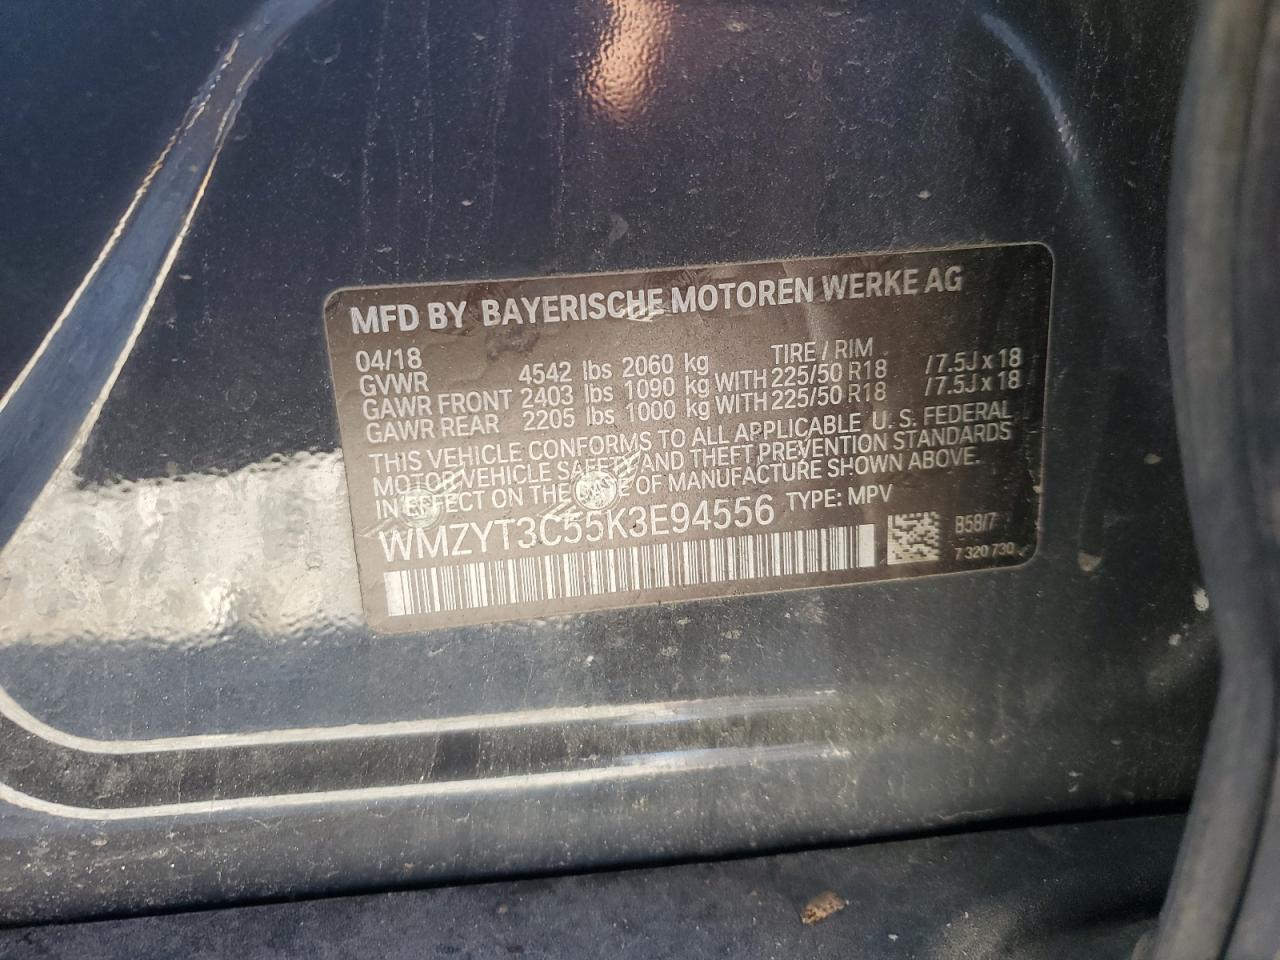 MFD BY BAYERISCHE MOTOREN WERKE AG
04/18 TIRE / RIM
GVWR 4542 lbs 2060 kg
GAWR FRONT 2403 lbs 1090 kg WITH 225/50 R18 /7.5J x 18
GAWR REAR 2205 lbs 1000 kg WITH 225/50 R18 /7.5J x 18
THIS VEHICLE CONFORMS TO ALL APPLICABLE U. S. FEDERAL
MOTOR VEHICLE SAFETY AND THEFT PREVENTION STANDARDS
IN EFFECT ON THE DATE OF MANUFACTURE SHOWN ABOVE.
WMZYT3C55K3E94556 TYPE: MPV
B58/7
7 320 730